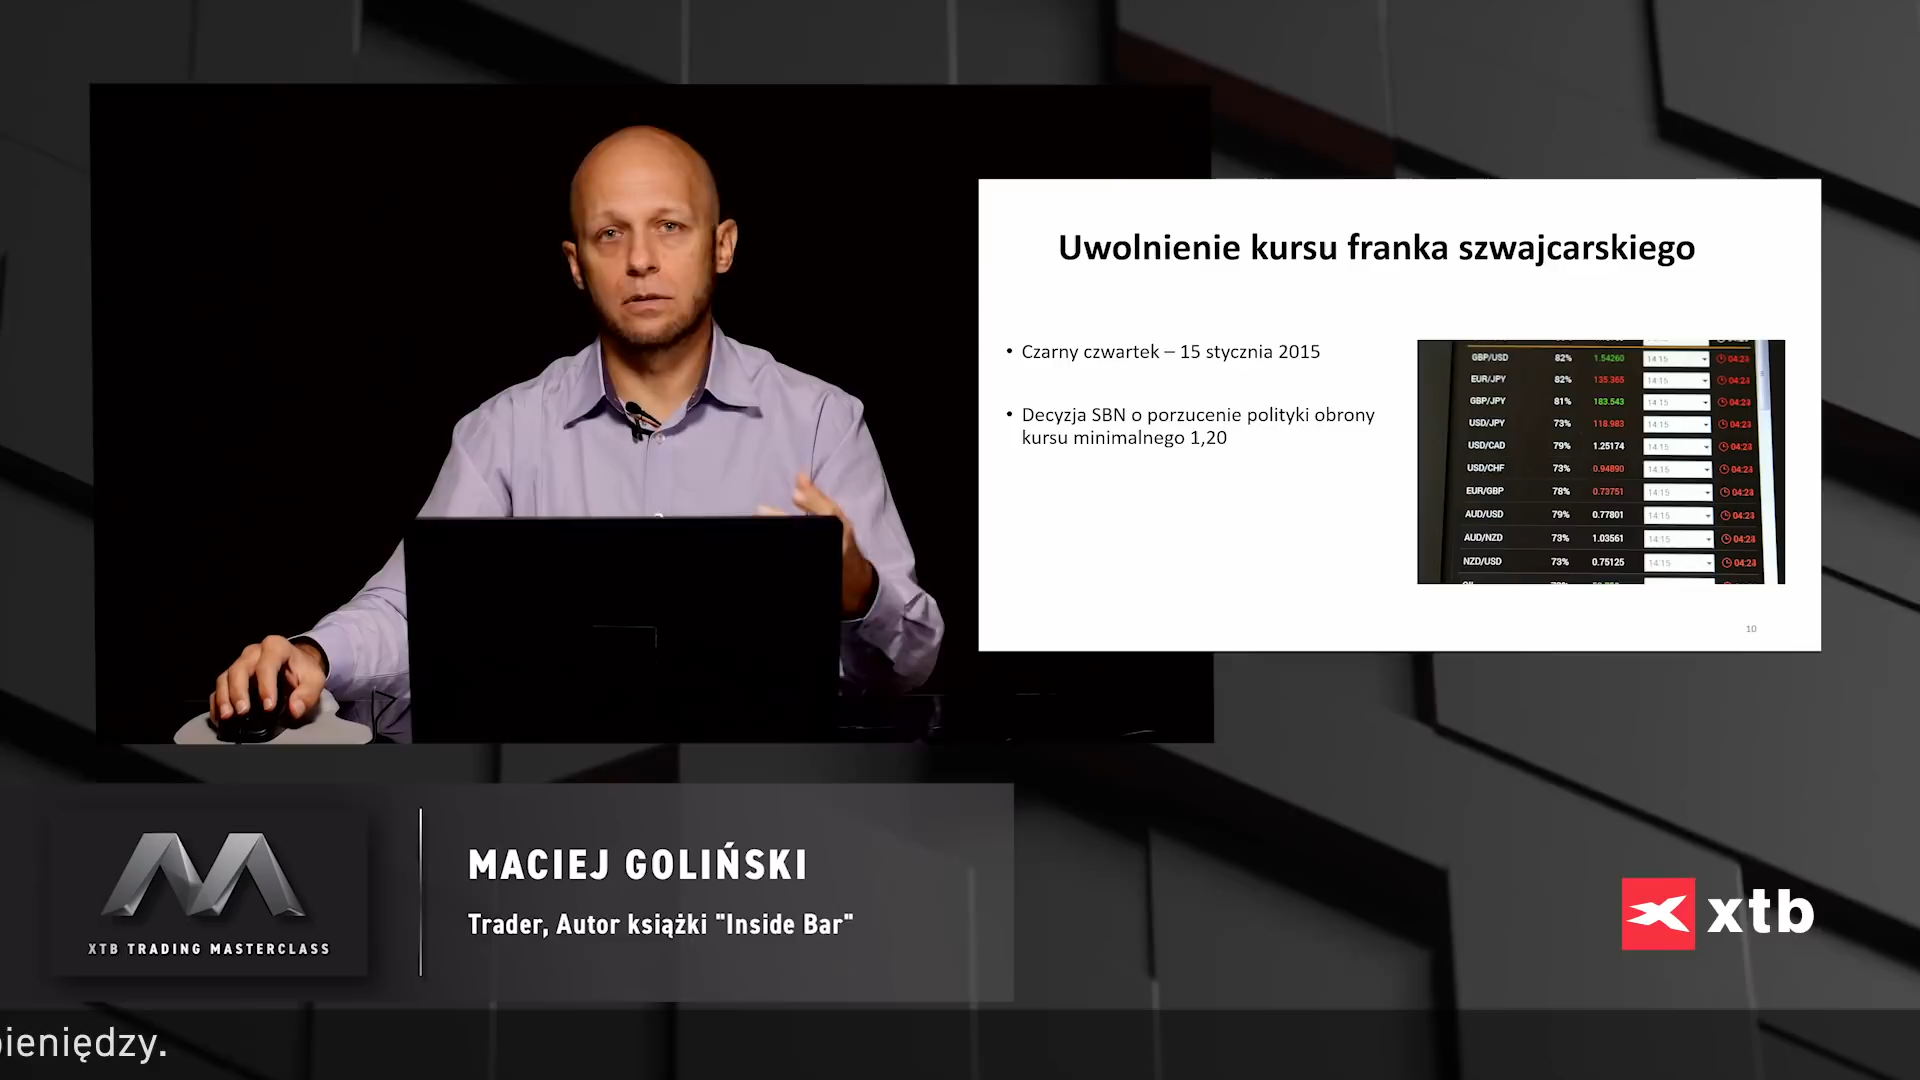 Uwolnienie kursu franka szwajcarskiego
• Czarny czwartek – 15 stycznia 2015
• Decyzja SBN o porzucenie polityki obrony
kursu minimalnego 1,20
GBP/USD 82% 1.54260 14:15 04:23
EUR/JPY 82% 135.365 14:15 04:23
GBP/JPY 81% 183.543 14:15 04:23
USD/JPY 73% 118.983 14:15 04:23
USD/CAD 79% 1.25174 14:15 04:23
USD/CHF 73% 0.94890 14:15 04:23
EUR/GBP 78% 0.73751 14:15 04:23
AUD/USD 79% 0.77801 14:15 04:23
AUD/NZD 73% 1.03561 14:15 04:23
NZD/USD 73% 0.75125 14:15 04:23
10
MACIEJ GOLIŃSKI
Trader, Autor książki "Inside Bar"
XTB TRADING MASTERCLASS
xtb
pieniędzy.